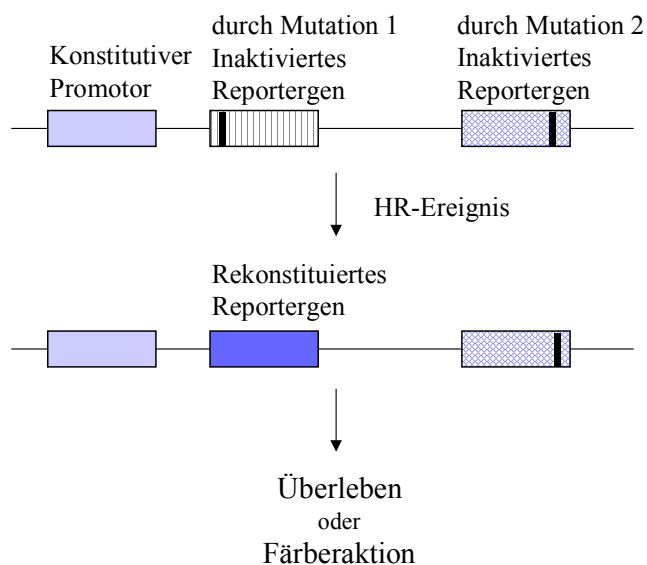 Konstitutiver
Promotor
durch Mutation 1
Inaktiviertes
Reportergen
durch Mutation 2
Inaktiviertes
Reportergen
HR-Ereignis
Rekonstituiertes
Reportergen
Überleben
oder
Färberaktion